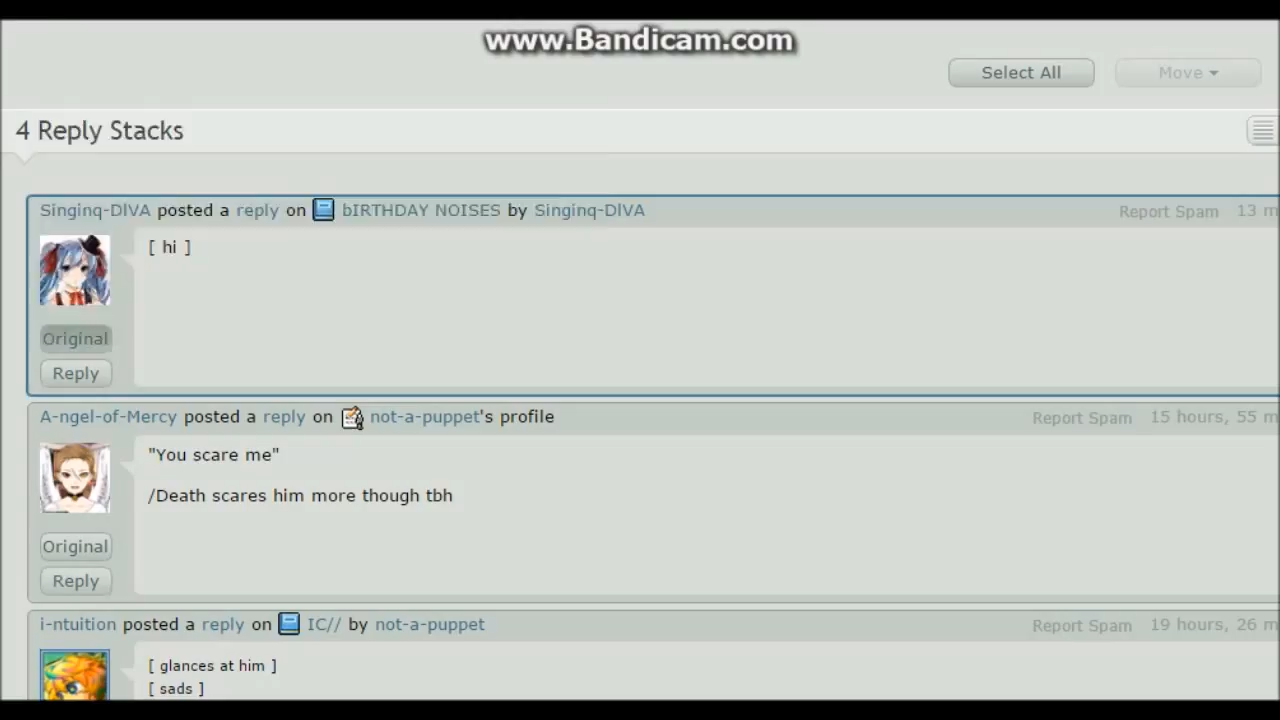 www.Bandicam.com
Select All Move
4 Reply Stacks
Singinq-DlVA posted a reply on bIRTHDAY NOISES by Singinq-DlVA Report Spam 13 m
[ hi ]
Original
Reply
A-ngel-of-Mercy posted a reply on not-a-puppet's profile Report Spam 15 hours, 55 m
"You scare me"
/Death scares him more though tbh
Original
Reply
i-ntuition posted a reply on IC// by not-a-puppet Report Spam 19 hours, 26 m
[ glances at him ]
[ sads ]